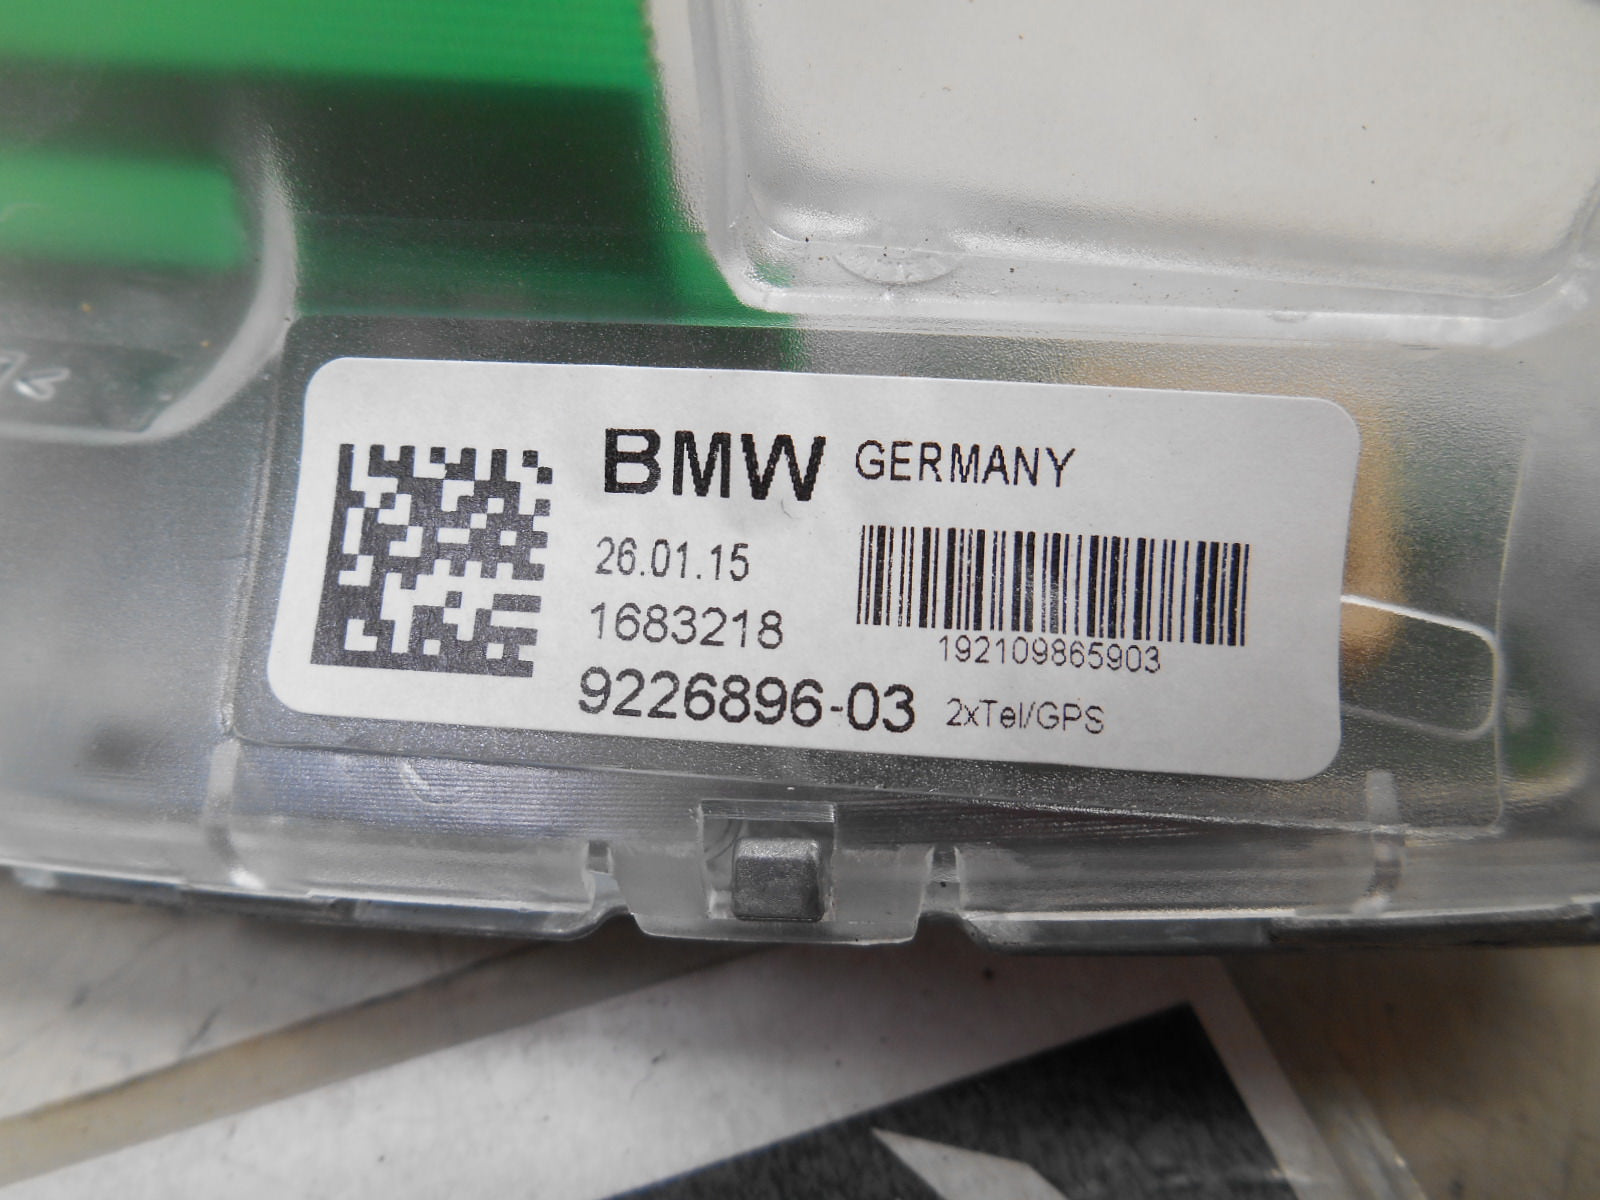 BMW GERMANY
26.01.15
1683218
192109865903
9226896-03 2xTel/GPS